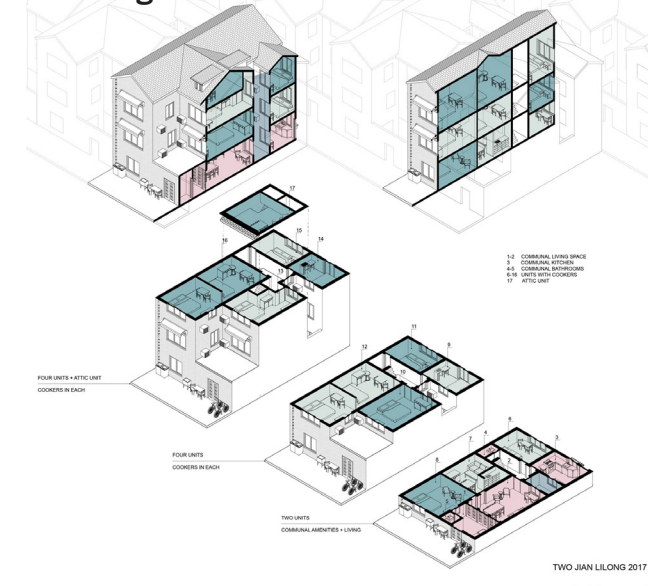 17
15
14
16
13
1-2 COMMUNAL LIVING SPACE
3 COMMUNAL KITCHEN
4-5 COMMUNAL BATHROOMS
6-16 UNITS WITH COOKERS
17 ATTIC UNIT
11
12
9
10
FOUR UNITS + ATTIC UNIT
COOKERS IN EACH
6
4
3
7
2
8
FOUR UNITS
COOKERS IN EACH
TWO UNITS
COMMUNAL AMENITIES + LIVING
TWO JIAN LILONG 2017